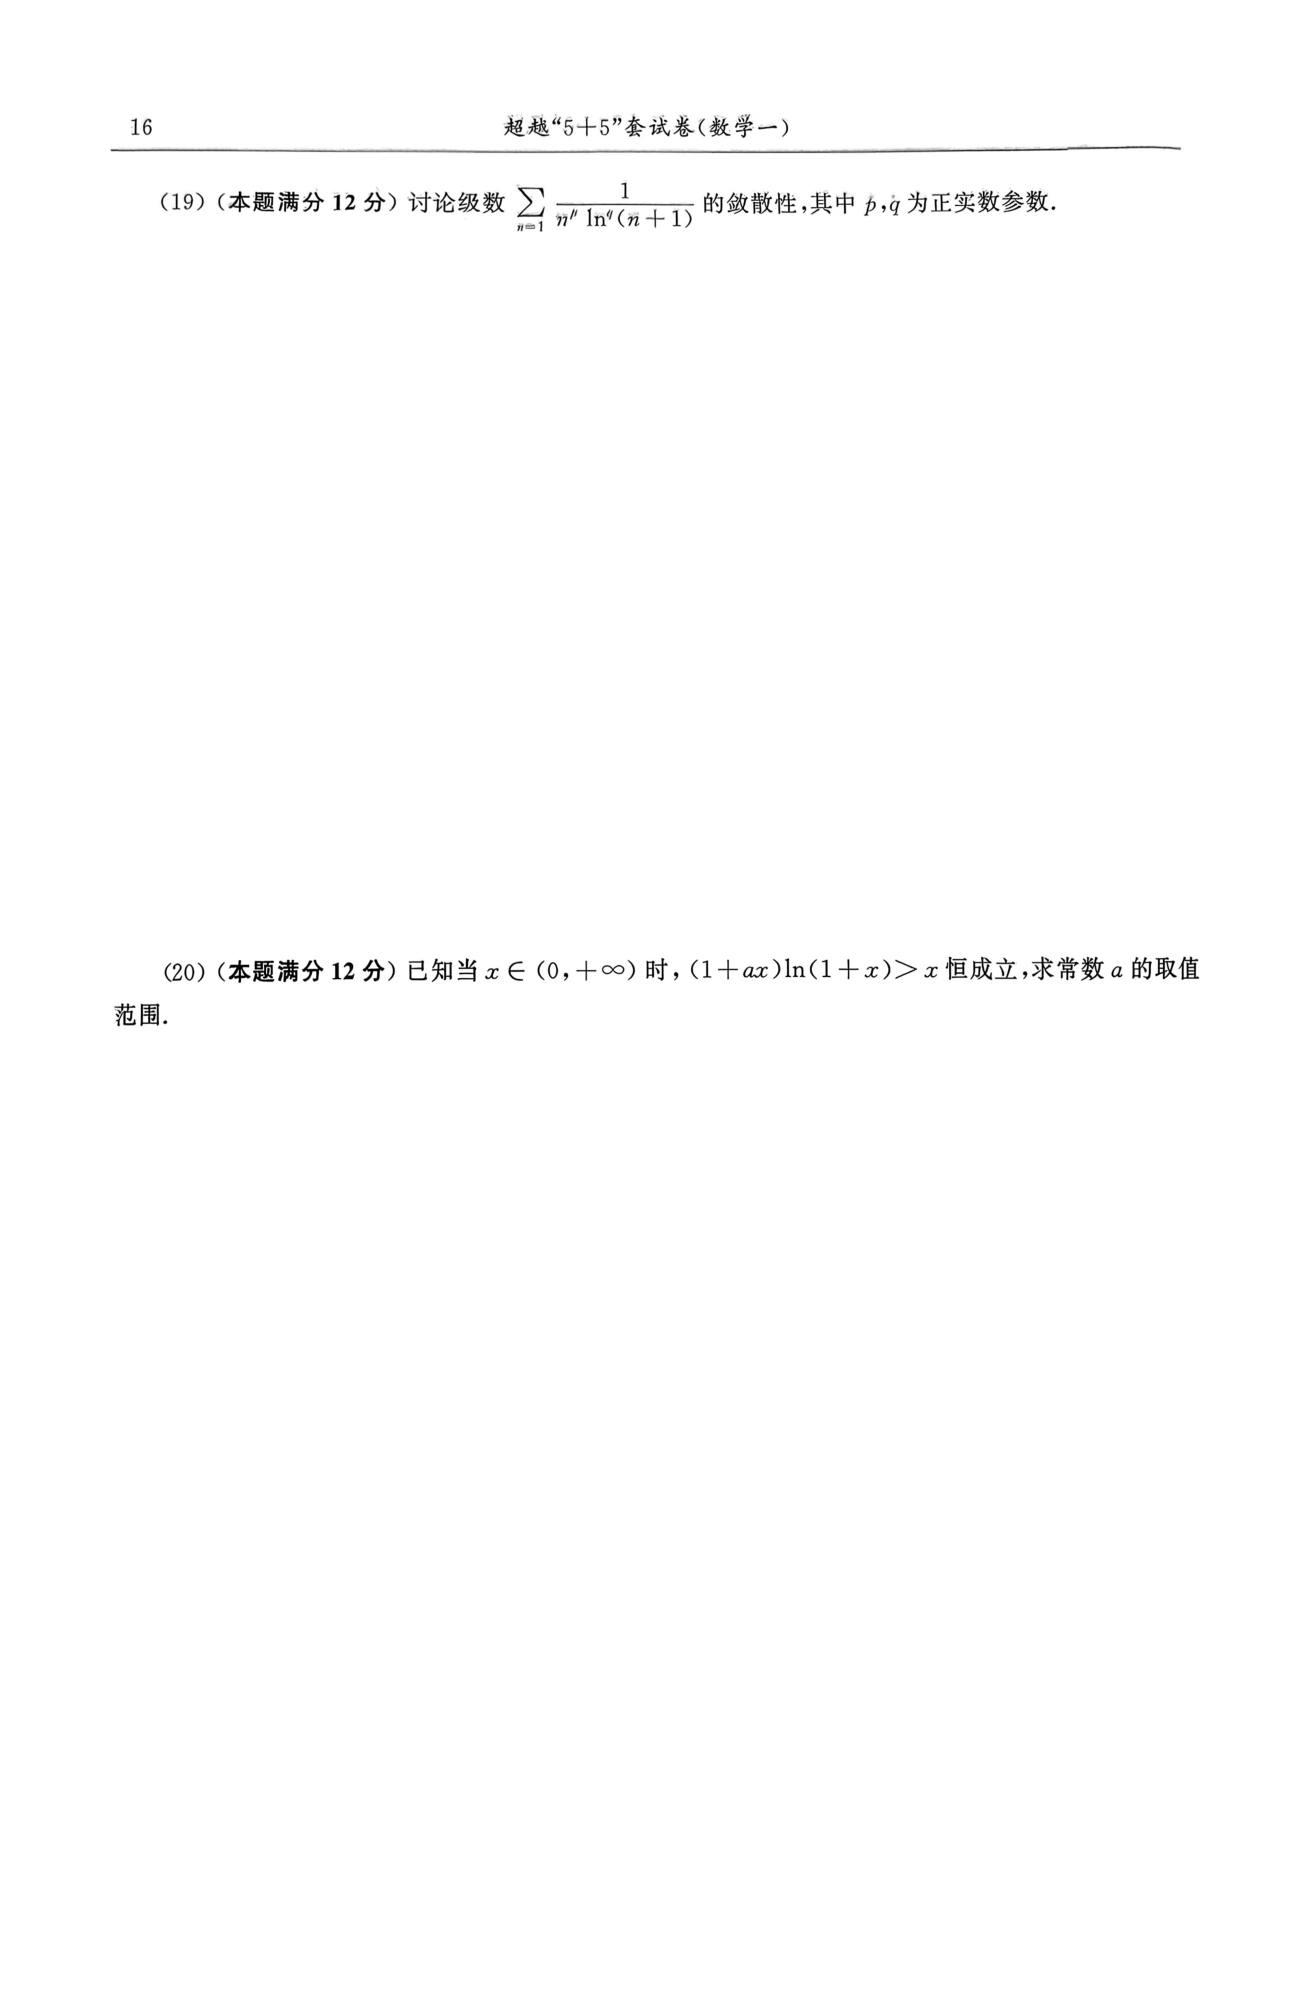 16
超越“5+5”套试卷(数学一)
(19)(本题满分 12 分)讨论级数 $\sum_{n=1} \frac{1}{n^p \ln^q(n+1)}$ 的敛散性,其中 p,q 为正实数参数.
(20)(本题满分 12 分)已知当 x∈(0,+∞)时,(1+ax)ln(1+x)>x 恒成立,求常数 a 的取值
范围.